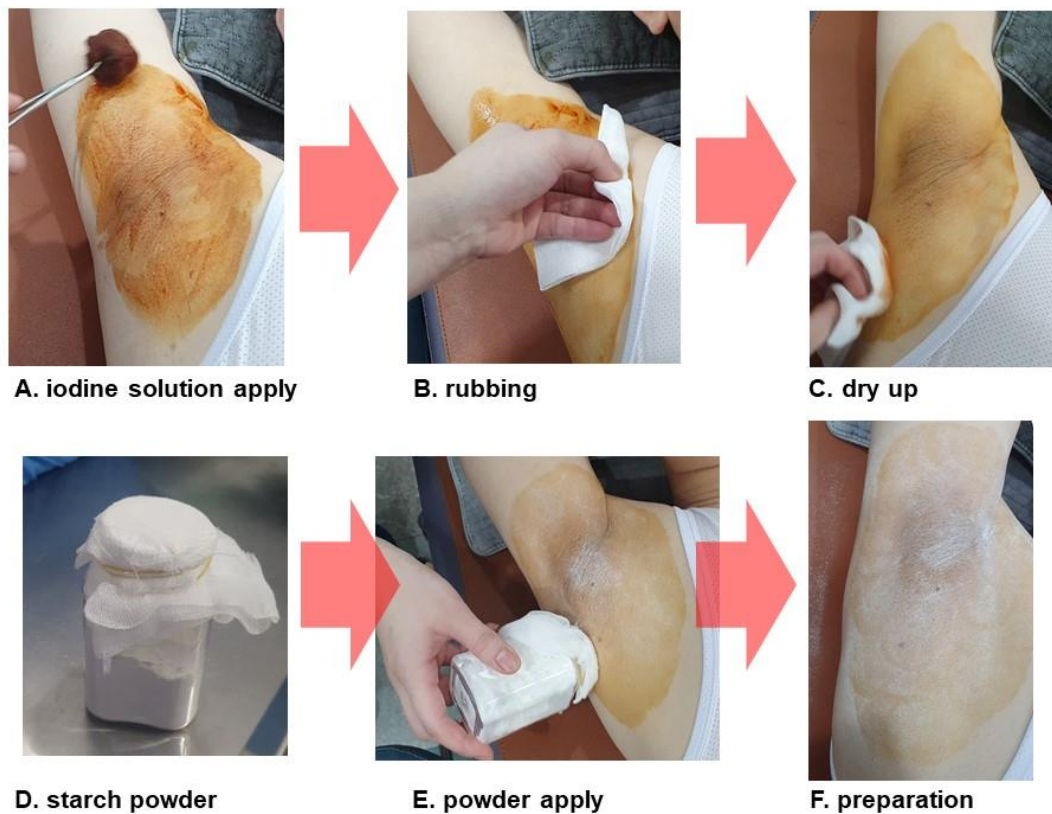 A. iodine solution apply
B. rubbing
C. dry up
D. starch powder
E. powder apply
F. preparation